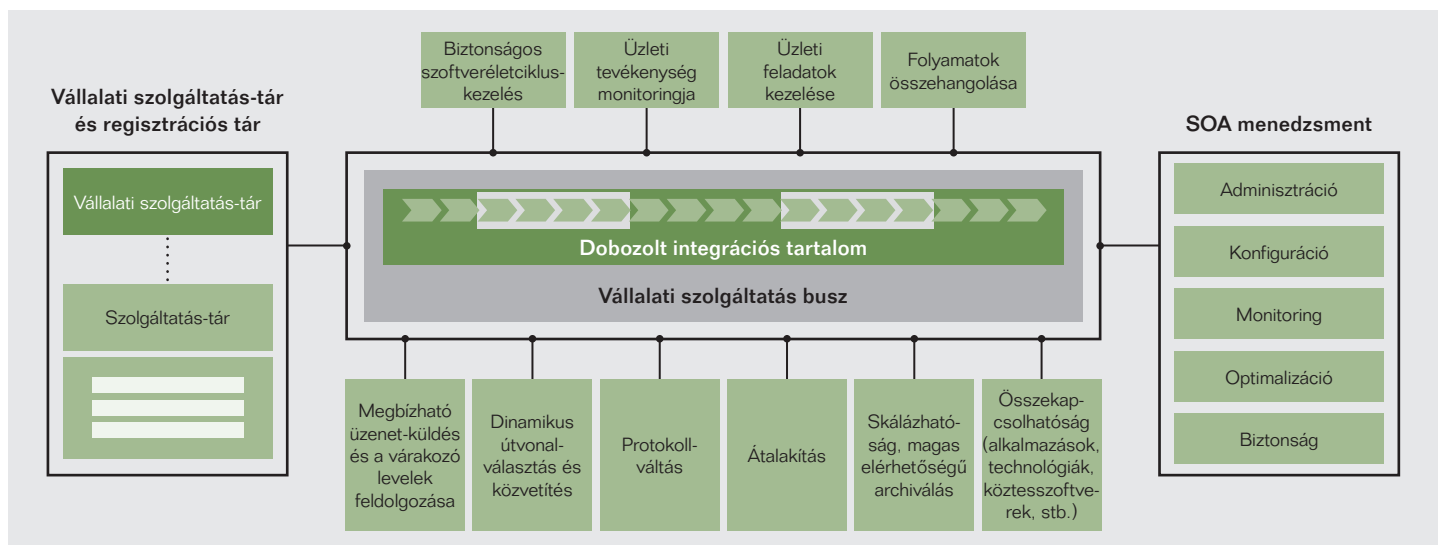 Biztonságos
szoftveréletciklus-
kezelés
Üzleti
tevékenység
monitoringja
Üzleti
feladatok
kezelése
Folyamatok
összehangolása
Vállalati szolgáltatás-tár
és regisztrációs tár
Vállalati szolgáltatás-tár
Szolgáltatás-tár
Dobozolt integrációs tartalom
Vállalati szolgáltatás busz
SOA menedzsment
Adminisztráció
Konfiguráció
Monitoring
Optimalizáció
Biztonság
Megbízható
üzenet-küldés
és a várakozó
levelek
feldolgozása
Dinamikus
útvonal-
választás és
közvetítés
Protokoll-
váltás
Átalakítás
Skálázható-
ság, magas
elérhetőségű
archiválás
Összekap-
csolhatóság
(alkalmazások,
technológiák,
köztesszoftve-
rek, stb.)